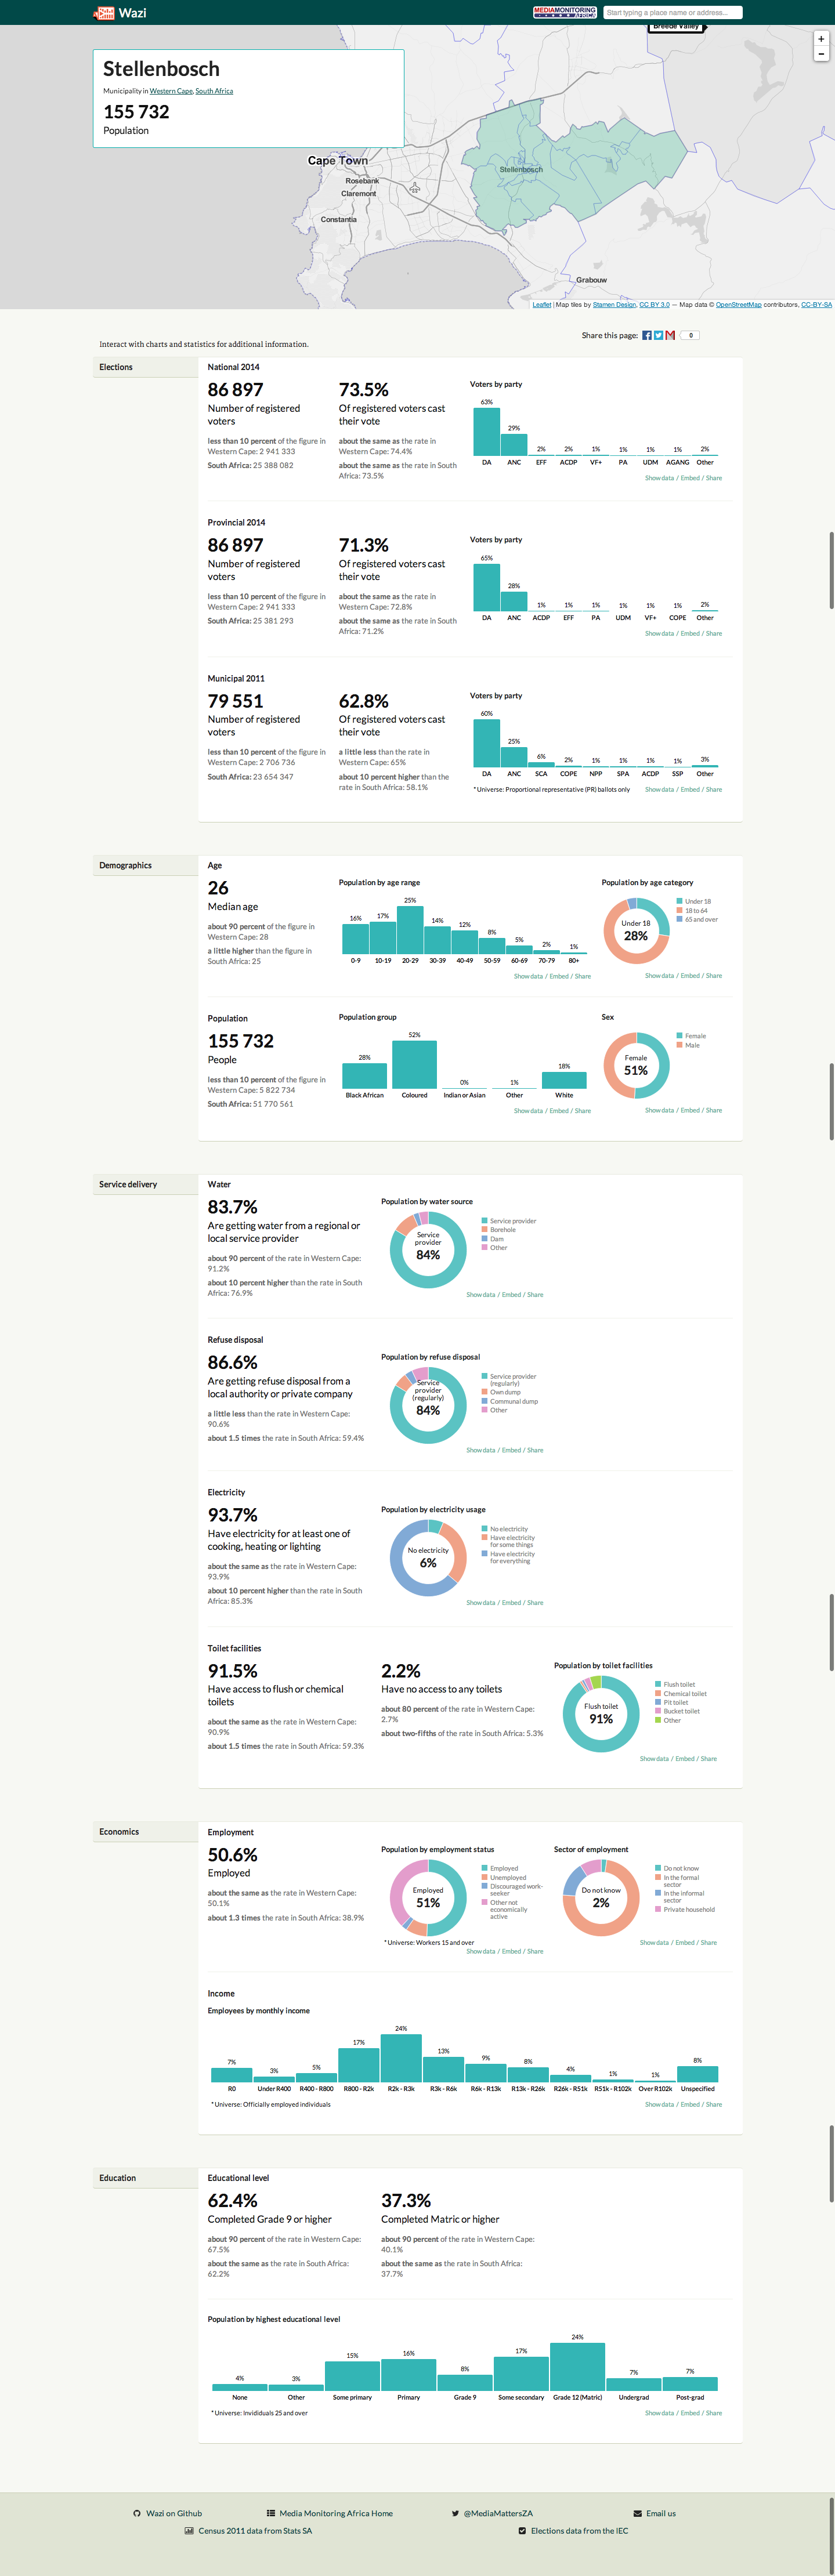 Wazi
MEDIA MONITORING AFRICA
Start typing a place name or address...
Breede Valley
+
−
Stellenbosch
Municipality in Western Cape, South Africa
155 732
Population
Cape Town
Rosebank
Claremont
Constantia
Stellenbosch
Grabouw
Leaflet | Map tiles by Stamen Design, CC BY 3.0 — Map data © OpenStreetMap contributors, CC-BY-SA
Share this page:
0
Interact with charts and statistics for additional information.
Elections
National 2014
86 897
Number of registered
voters
less than 10 percent of the figure in
Western Cape: 2 941 333
South Africa: 25 388 082
73.5%
Of registered voters cast
their vote
about the same as the rate in
Western Cape: 74.4%
about the same as the rate in South
Africa: 73.5%
Voters by party
63% 29% 2% 2% 1% 1% 1% 1% 2%
DA ANC EFF ACDP VF+ PA UDM AGANG Other
Show data / Embed / Share
Provincial 2014
86 897
Number of registered
voters
less than 10 percent of the figure in
Western Cape: 2 941 333
South Africa: 25 381 293
71.3%
Of registered voters cast
their vote
about the same as the rate in
Western Cape: 72.8%
about the same as the rate in South
Africa: 71.2%
Voters by party
65% 28% 1% 1% 1% 1% 1% 1% 2%
DA ANC ACDP EFF PA UDM VF+ COPE Other
Show data / Embed / Share
Municipal 2011
79 551
Number of registered
voters
less than 10 percent of the figure in
Western Cape: 2 706 736
South Africa: 23 654 347
62.8%
Of registered voters cast
their vote
a little less than the rate in
Western Cape: 65%
about 10 percent higher than the
rate in South Africa: 58.1%
Voters by party
60% 25% 6% 2% 1% 1% 1% 1% 3%
DA ANC SCA COPE NPP SPA ACDP SSP Other
* Universe: Proportional representative (PR) ballots only
Show data / Embed / Share
Demographics
Age
26
Median age
about 90 percent of the figure in
Western Cape: 28
a little higher than the figure in
South Africa: 25
Population by age range
16% 17% 25% 14% 12% 8% 5% 2% 1%
0-9 10-19 20-29 30-39 40-49 50-59 60-69 70-79 80+
Show data / Embed / Share
Population by age category
Under 18
28%
Under 18
18 to 64
65 and over
Show data / Embed / Share
Population
155 732
People
less than 10 percent of the figure in
Western Cape: 5 822 734
South Africa: 51 770 561
Population group
28% 52% 0% 1% 18%
Black African Coloured Indian or Asian Other White
Show data / Embed / Share
Sex
Female
51%
Female
Male
Show data / Embed / Share
Service delivery
Water
83.7%
Are getting water from a regional or
local service provider
about 90 percent of the rate in Western Cape:
91.2%
about 10 percent higher than the rate in South
Africa: 76.9%
Population by water source
Service
provider
84%
Service provider
Borehole
Dam
Other
Show data / Embed / Share
Refuse disposal
86.6%
Are getting refuse disposal from a
local authority or private company
a little less than the rate in Western Cape:
90.6%
about 1.5 times the rate in South Africa: 59.4%
Population by refuse disposal
Service
provider
(regularly)
84%
Service provider
(regularly)
Own dump
Communal dump
Other
Show data / Embed / Share
Electricity
93.7%
Have electricity for at least one of
cooking, heating or lighting
about the same as the rate in Western Cape:
93.9%
about 10 percent higher than the rate in South
Africa: 85.3%
Population by electricity usage
No electricity
6%
No electricity
Have electricity
for some things
Have electricity
for everything
Show data / Embed / Share
Toilet facilities
91.5%
Have access to flush or chemical
toilets
about the same as the rate in Western Cape:
90.9%
about 1.5 times the rate in South Africa: 59.3%
2.2%
Have no access to any toilets
about 80 percent of the rate in Western Cape:
2.7%
about two-fifths of the rate in South Africa: 5.3%
Population by toilet facilities
Flush toilet
91%
Flush toilet
Chemical toilet
Pit toilet
Bucket toilet
Other
Show data / Embed / Share
Economics
Employment
50.6%
Employed
about the same as the rate in Western Cape:
50.1%
about 1.3 times the rate in South Africa: 38.9%
Population by employment status
Employed
51%
Employed
Unemployed
Discouraged work-
seeker
Other not
economically
active
* Universe: Workers 15 and over
Show data / Embed / Share
Sector of employment
Do not know
2%
Do not know
In the formal
sector
In the informal
sector
Private household
Show data / Embed / Share
Income
Employees by monthly income
7% 3% 5% 17% 24% 13% 9% 8% 4% 1% 1% 8%
R0 Under R400 R400 - R800 R800 - R2k R2k - R3k R3k - R6k R6k - R13k R13k - R26k R26k - R51k R51k - R102k Over R102k Unspecified
* Universe: Officially employed individuals
Show data / Embed / Share
Education
Educational level
62.4%
Completed Grade 9 or higher
about 90 percent of the rate in Western Cape:
67.5%
about the same as the rate in South Africa:
62.2%
37.3%
Completed Matric or higher
about 90 percent of the rate in Western Cape:
40.1%
about the same as the rate in South Africa:
37.7%
Population by highest educational level
4% 3% 15% 16% 8% 17% 24% 7% 7%
None Other Some primary Primary Grade 9 Some secondary Grade 12 (Matric) Undergrad Post-grad
* Universe: Invididuals 25 and over
Show data / Embed / Share
Wazi on Github
Media Monitoring Africa Home
@MediaMattersZA
Email us
Census 2011 data from Stats SA
Elections data from the IEC